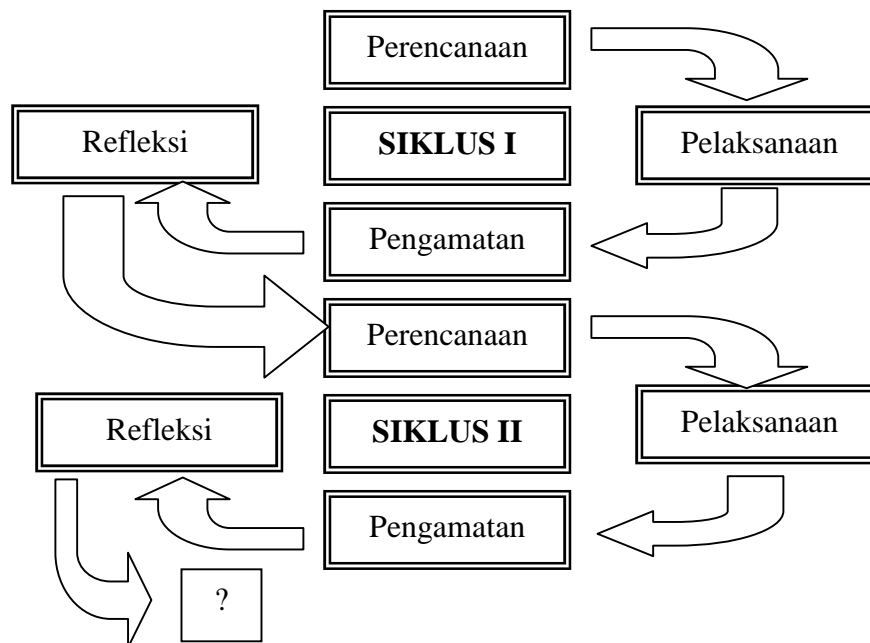 Perencanaan
Refleksi
SIKLUS I
Pelaksanaan
Pengamatan
Perencanaan
Refleksi
SIKLUS II
Pelaksanaan
Pengamatan
?